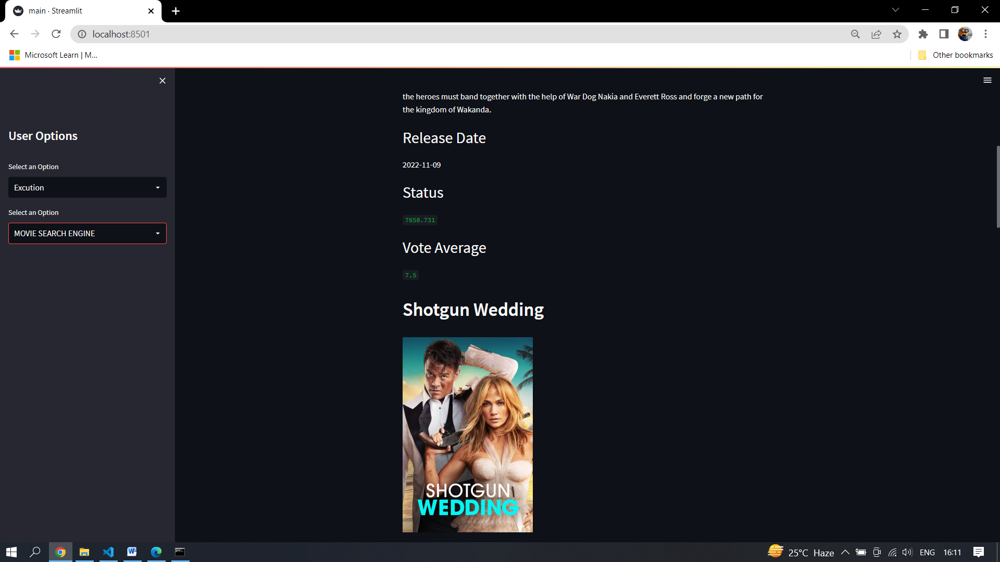 main · Streamlit
localhost:8501
Microsoft Learn | M...
Other bookmarks
User Options
Select an Option
Excution
Select an Option
MOVIE SEARCH ENGINE
the heroes must band together with the help of War Dog Nakia and Everett Ross and forge a new path for
the kingdom of Wakanda.
Release Date
2022-11-09
Status
7658.731
Vote Average
7.5
Shotgun Wedding
SHOTGUN
WEDDING
25°C Haze
ENG
16:11